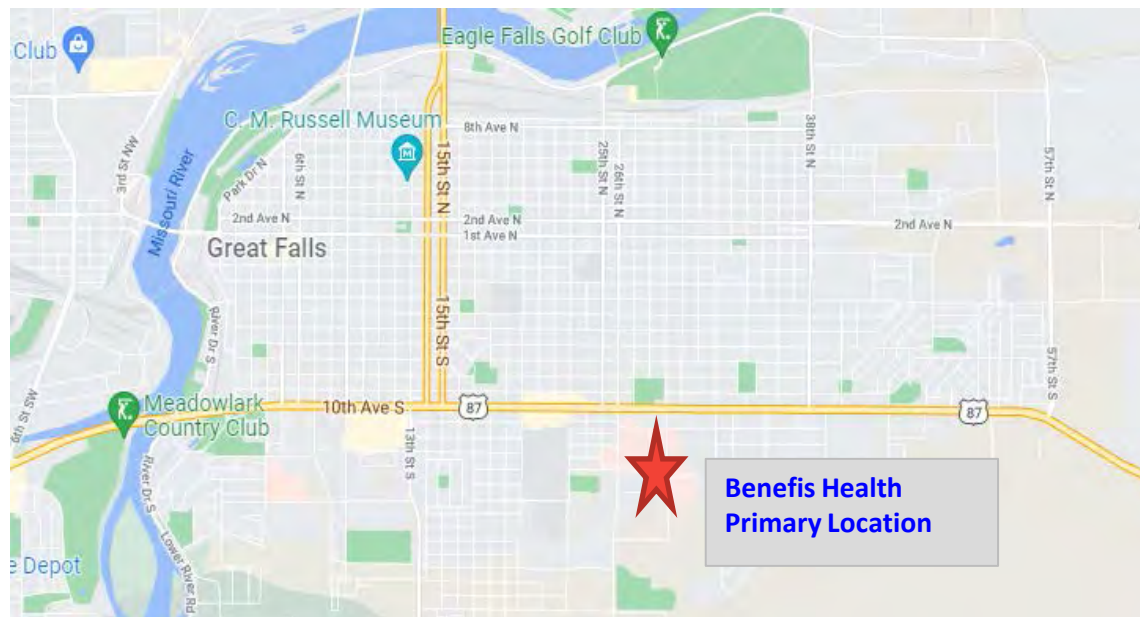 Club
Eagle Falls Golf Club
C. M. Russell Museum
8th Ave N
3rd St NW
Park Dr N
6th St N
15th St N
25th St N
26th St N
38th St N
57th St N
Missouri River
2nd Ave N
2nd Ave N
1st Ave N
2nd Ave N
A
Great Falls
River Dr S
15th St S
57th St S
6th St SW
Meadowlark
Country Club
10th Ave S
87
87
13th St S
River Dr S
Lower River Rd
Benefis Health
Primary Location
e Depot